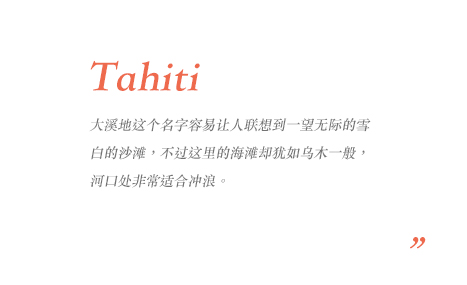 Tahiti
大溪地这个名字容易让人联想到一望无际的雪
白的沙滩，不过这里的海滩却犹如乌木一般，
河口处非常适合冲浪。
”